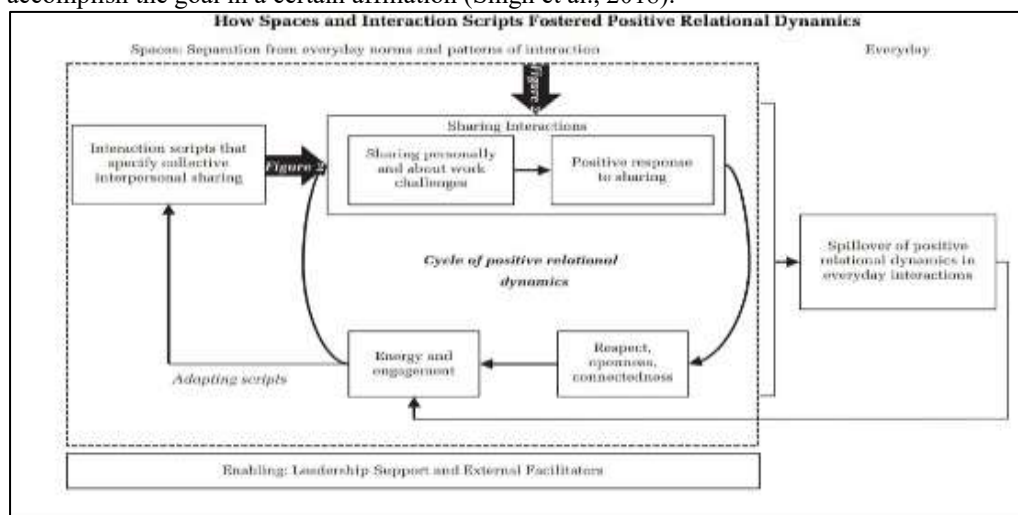 accomplish the goal in a certain affiliation (Singh et al., 2018).
How Spaces and Interaction Scripts Fostered Positive Relational Dynamics
Spaces: Separation from everyday norms and patterns of interaction
Everyday
Figure 2
Sharing Interactions
Interaction scripts that
specify collective
interpersonal sharing
Figure 2
Sharing personally
and about work
challenges
Positive response
to sharing
Cycle of positive relational
dynamics
Spillover of positive
relational dynamics in
everyday interactions
Energy and
engagement
Respect,
openness,
connectedness
Adapting scripts
Enabling: Leadership Support and External Facilitators